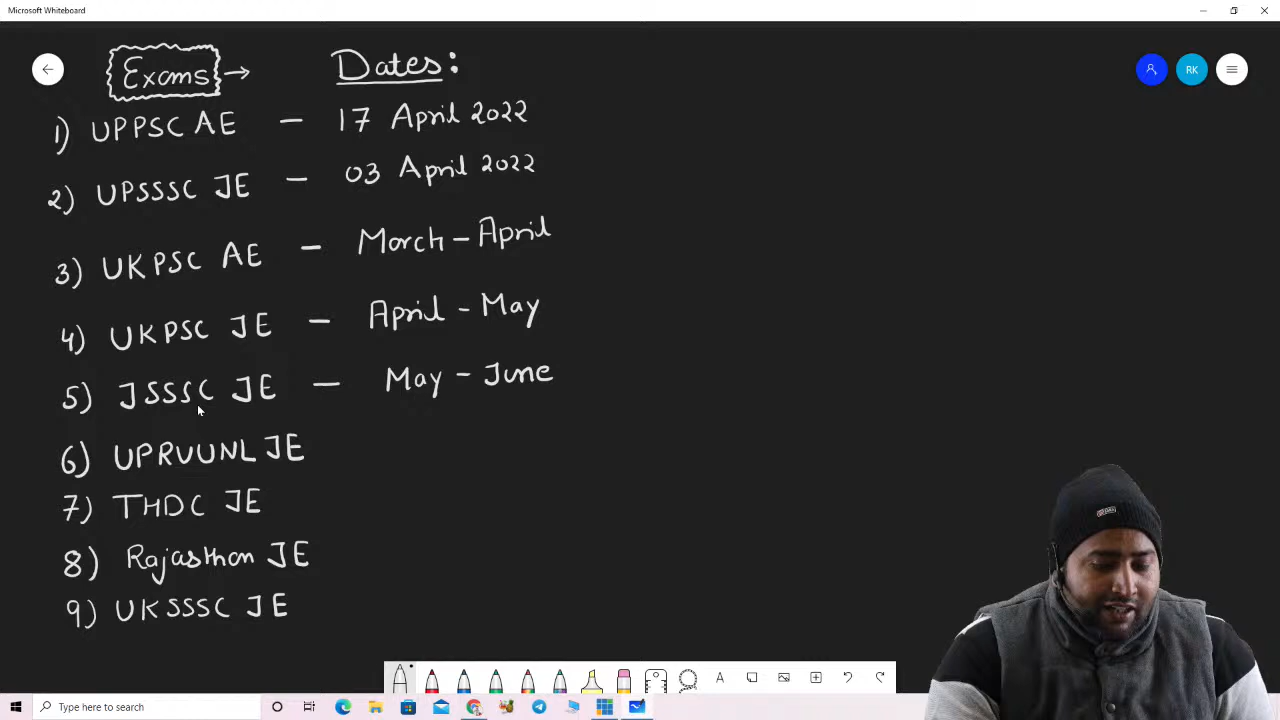 Microsoft Whiteboard
Exams → Dates:
RK
1) UPPSC AE - 17 April 2022
2) UPSSSC JE - 03 April 2022
3) UKPSC AE - March - April
4) UKPSC JE - April - May
5) JSSSC JE - May - June
6) UPRVUNL JE
7) THDC JE
8) Rajasthan JE
9) UKSSSC JE
A
Type here to search